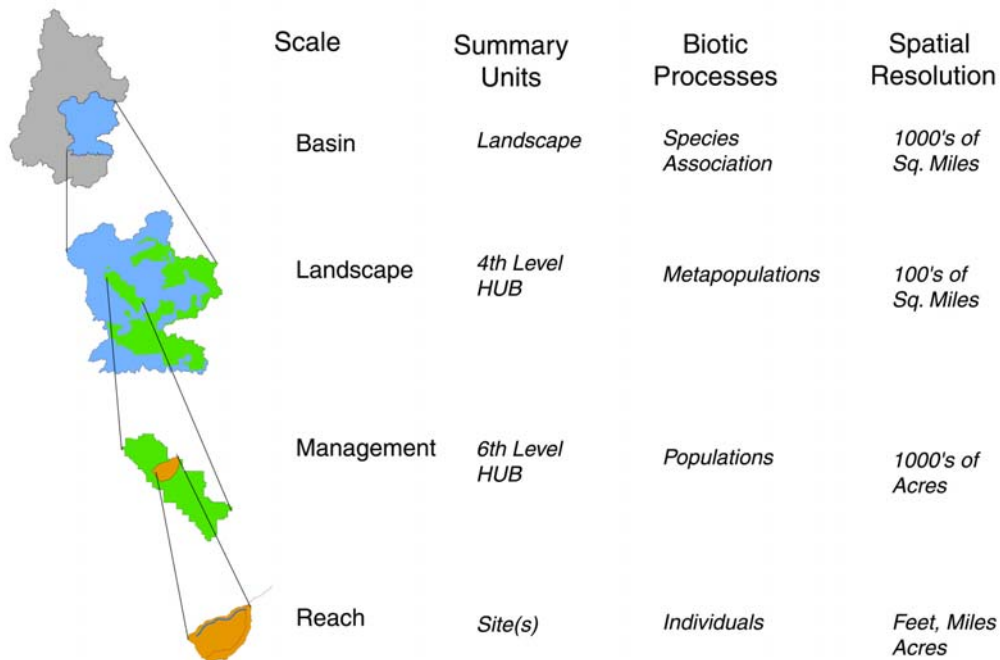 Scale
Summary
Units
Biotic
Processes
Spatial
Resolution
Basin
Landscape
Species
Association
1000's of
Sq. Miles
Landscape
4th Level
HUB
Metapopulations
100's of
Sq. Miles
Management
6th Level
HUB
Populations
1000's of
Acres
Reach
Site(s)
Individuals
Feet, Miles
Acres